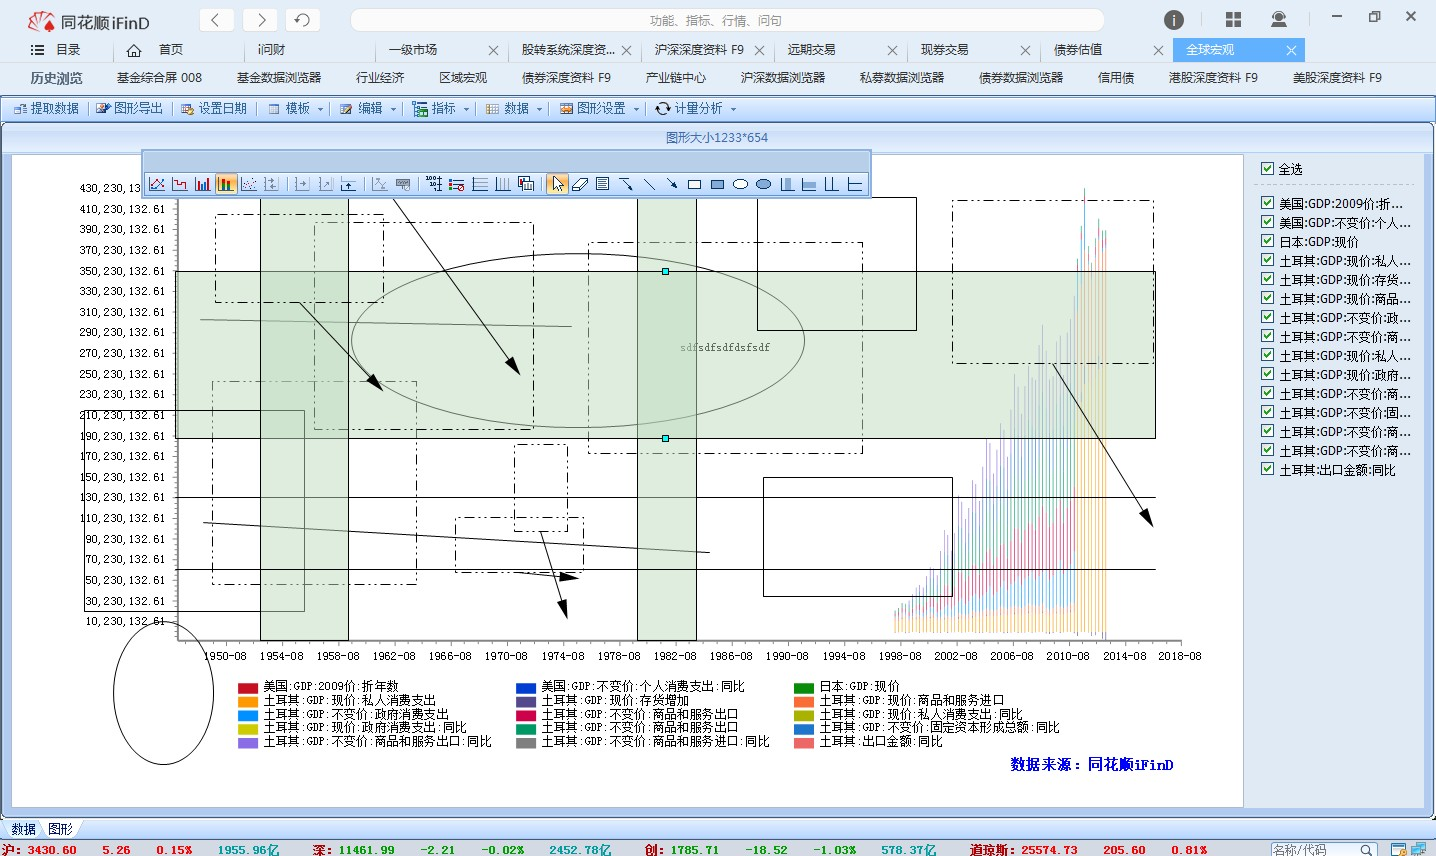 同花顺iFinD
功能、指标、行情、问句
目录 首页 i问财 一级市场 股转系统深度资... 沪深深度资料 F9 远期交易 现券交易 债券估值 全球宏观
历史浏览 基金综合屏 008 基金数据浏览器 行业经济 区域宏观 债券深度资料 F9 产业链中心 沪深数据浏览器 私募数据浏览器 债券数据浏览器 信用债 港股深度资料 F9 美股深度资料 F9
提取数据 图形导出 设置日期 模板 编辑 指标 数据 图形设置 计量分析
图形大小1233*654
430,230,1
410,230,132.61
390,230,132.61
370,230,132.61
350,230,132.61
330,230,132.61
310,230,132.61
290,230,132.61
270,230,132.61
250,230,132.61
230,230,132.61
210,230,132.61
190,230,132.61
170,230,132.61
150,230,132.61
130,230,132.61
110,230,132.61
90,230,132.61
70,230,132.61
50,230,132.61
30,230,132.61
10,230,132.61
sdfsdfsdfdsfsdf
1950-08 1954-08 1958-08 1962-08 1966-08 1970-08 1974-08 1978-08 1982-08 1986-08 1990-08 1994-08 1998-08 2002-08 2006-08 2010-08 2014-08 2018-08
美国:GDP:2009价:折年数 美国:GDP:不变价:个人消费支出:同比 日本:GDP:现价
土耳其:GDP:现价:私人消费支出 土耳其:GDP:现价:存货增加 土耳其:GDP:现价:商品和服务进口
土耳其:GDP:不变价:政府消费支出 土耳其:GDP:不变价:商品和服务出口 土耳其:GDP:现价:私人消费支出:同比
土耳其:GDP:现价:政府消费支出:同比 土耳其:GDP:不变价:商品和服务出口 土耳其:GDP:不变价:固定资本形成总额:同比
土耳其:GDP:不变价:商品和服务出口:同比 土耳其:GDP:不变价:商品和服务进口:同比 土耳其:出口金额:同比
数据来源：同花顺iFinD
全选
美国:GDP:2009价:折...
美国:GDP:不变价:个人...
日本:GDP:现价
土耳其:GDP:现价:私人...
土耳其:GDP:现价:存货...
土耳其:GDP:现价:商品...
土耳其:GDP:不变价:政...
土耳其:GDP:不变价:商...
土耳其:GDP:现价:私人...
土耳其:GDP:现价:政府...
土耳其:GDP:不变价:商...
土耳其:GDP:不变价:固...
土耳其:GDP:不变价:商...
土耳其:GDP:不变价:商...
土耳其:出口金额:同比
数据 图形
沪: 3430.60 5.26 0.15% 1955.96亿 深: 11461.99 -2.21 -0.02% 2452.78亿 创: 1785.71 -18.52 -1.03% 578.37亿 道琼斯: 25574.73 205.60 0.81% 名称/代码